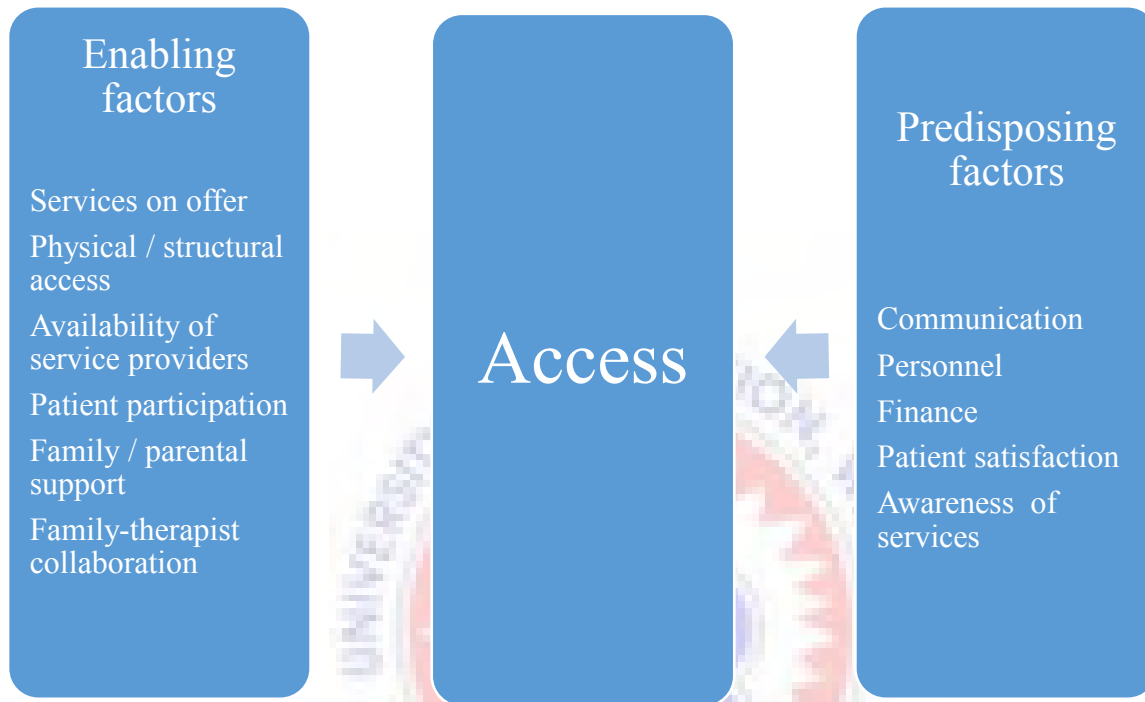 Enabling
factors
Services on offer
Physical / structural
access
Availability of
service providers
Patient participation
Family / parental
support
Family-therapist
collaboration
Access
Predisposing
factors
Communication
Personnel
Finance
Patient satisfaction
Awareness of
services